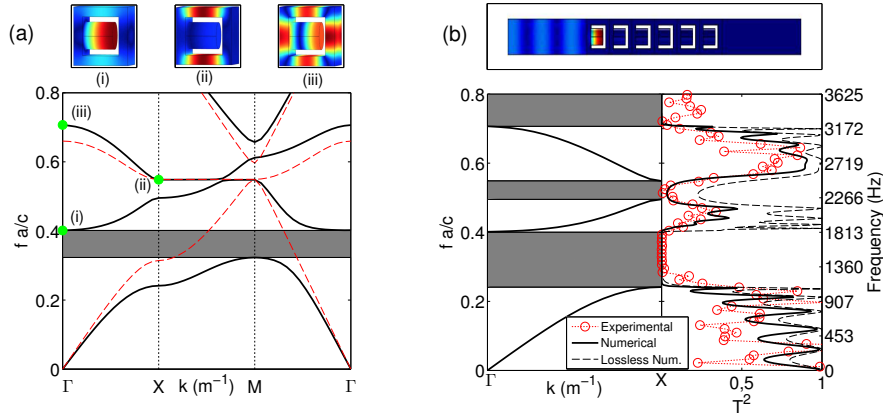 (a)
(i)
(ii)
(iii)
0.8
0.6
0.4
0.2
0
f a/c
(iii)
(ii)
(i)
Γ
X
k (m⁻¹)
M
Γ
(b)
0.8
0.6
0.4
0.2
0
f a/c
3625
3172
2719
2266
1813
1360
907
453
0
Frequency (Hz)
Experimental
Numerical
Lossless Num.
Γ
k (m⁻¹)
X
0,5
1
T²